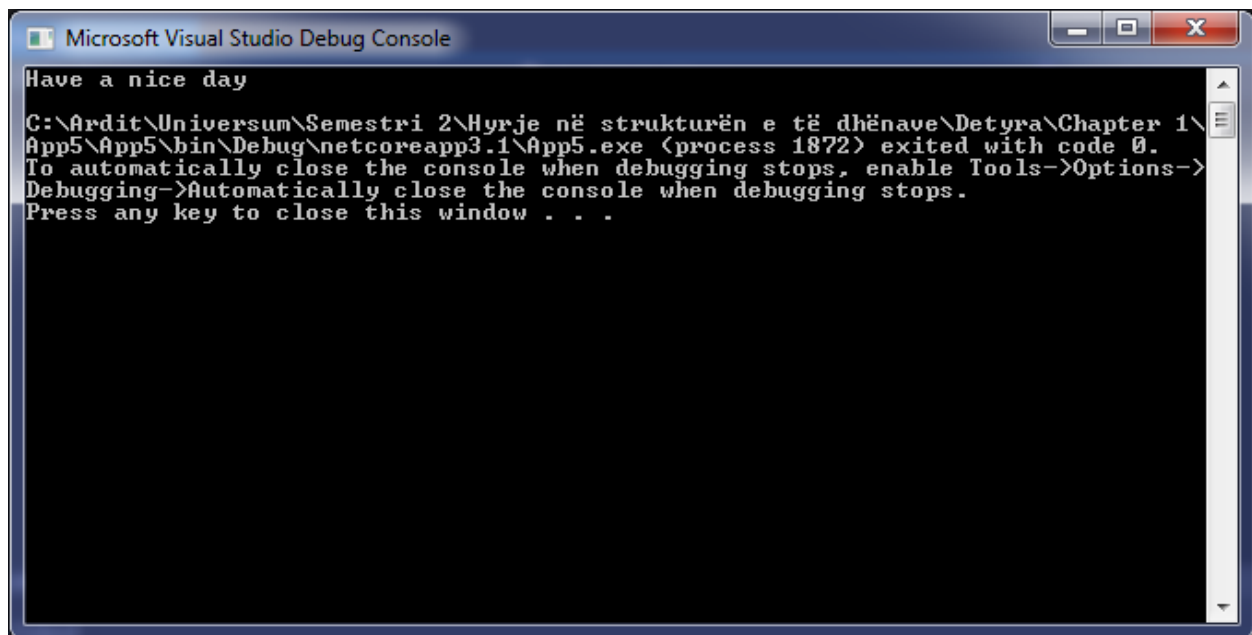 Microsoft Visual Studio Debug Console
Have a nice day
C:\Ardit\Universum\Semestri 2\Hyrje në strukturën e të dhënave\Detyra\Chapter 1\
App5\App5\bin\Debug\netcoreapp3.1\App5.exe (process 1872) exited with code 0.
To automatically close the console when debugging stops, enable Tools->Options->
Debugging->Automatically close the console when debugging stops.
Press any key to close this window . . .